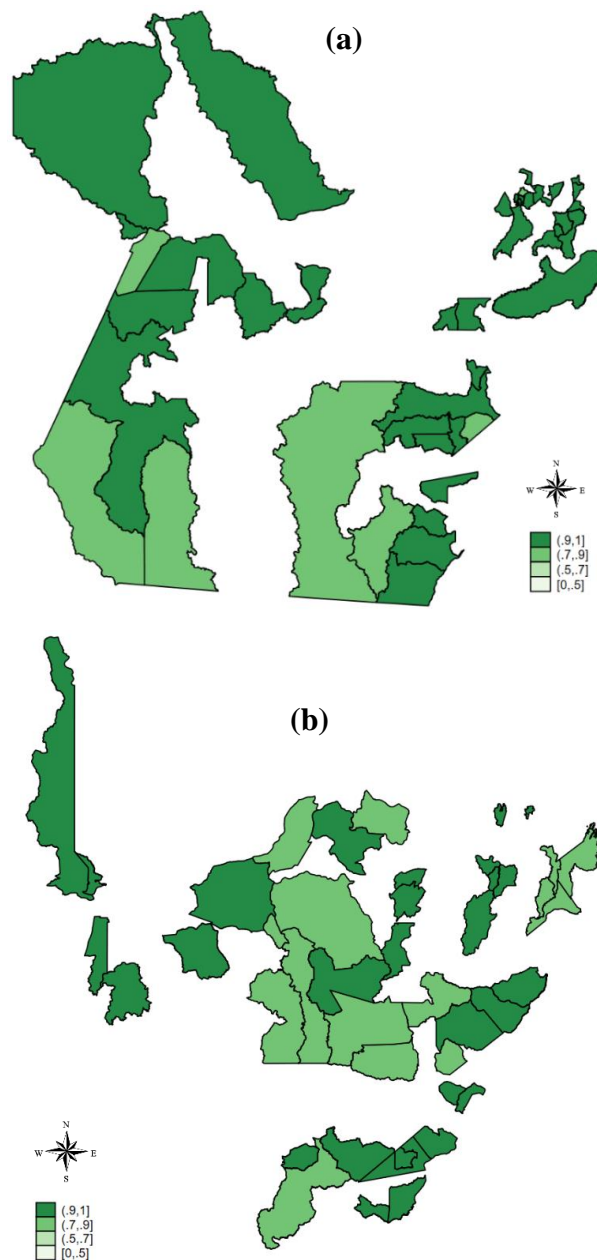 (a)
N
W E
S
(.9,1]
(.7,.9]
(.5,.7]
[0,.5]
(b)
N
W E
S
(.9,1]
(.7,.9]
(.5,.7]
[0,.5]